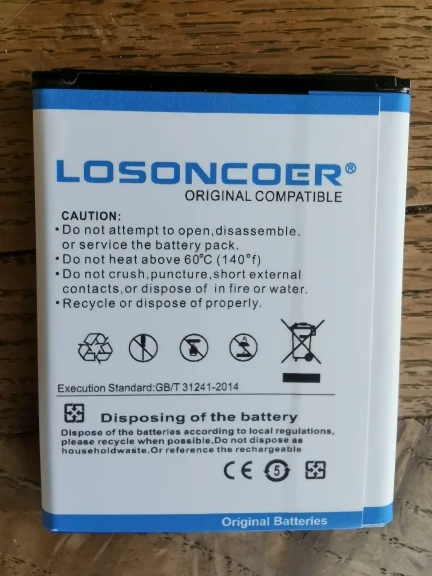 LOSONCOER®
ORIGINAL COMPATIBLE
CAUTION:
•Do not attempt to open,disassemble.
or service the battery pack.
•Do not heat above 60℃ (140°f)
•Do not crush,puncture,short external
contacts,or dispose of in fire or water.
•Recycle or dispose of properly.
Execution Standard:GB/T 31241-2014
Disposing of the battery
Dispose of the batteries according to local regulations,
please recycle when possible.Do not dispose as
householdwaste.Or reference the rechargeable
CE 5
Original Batteries